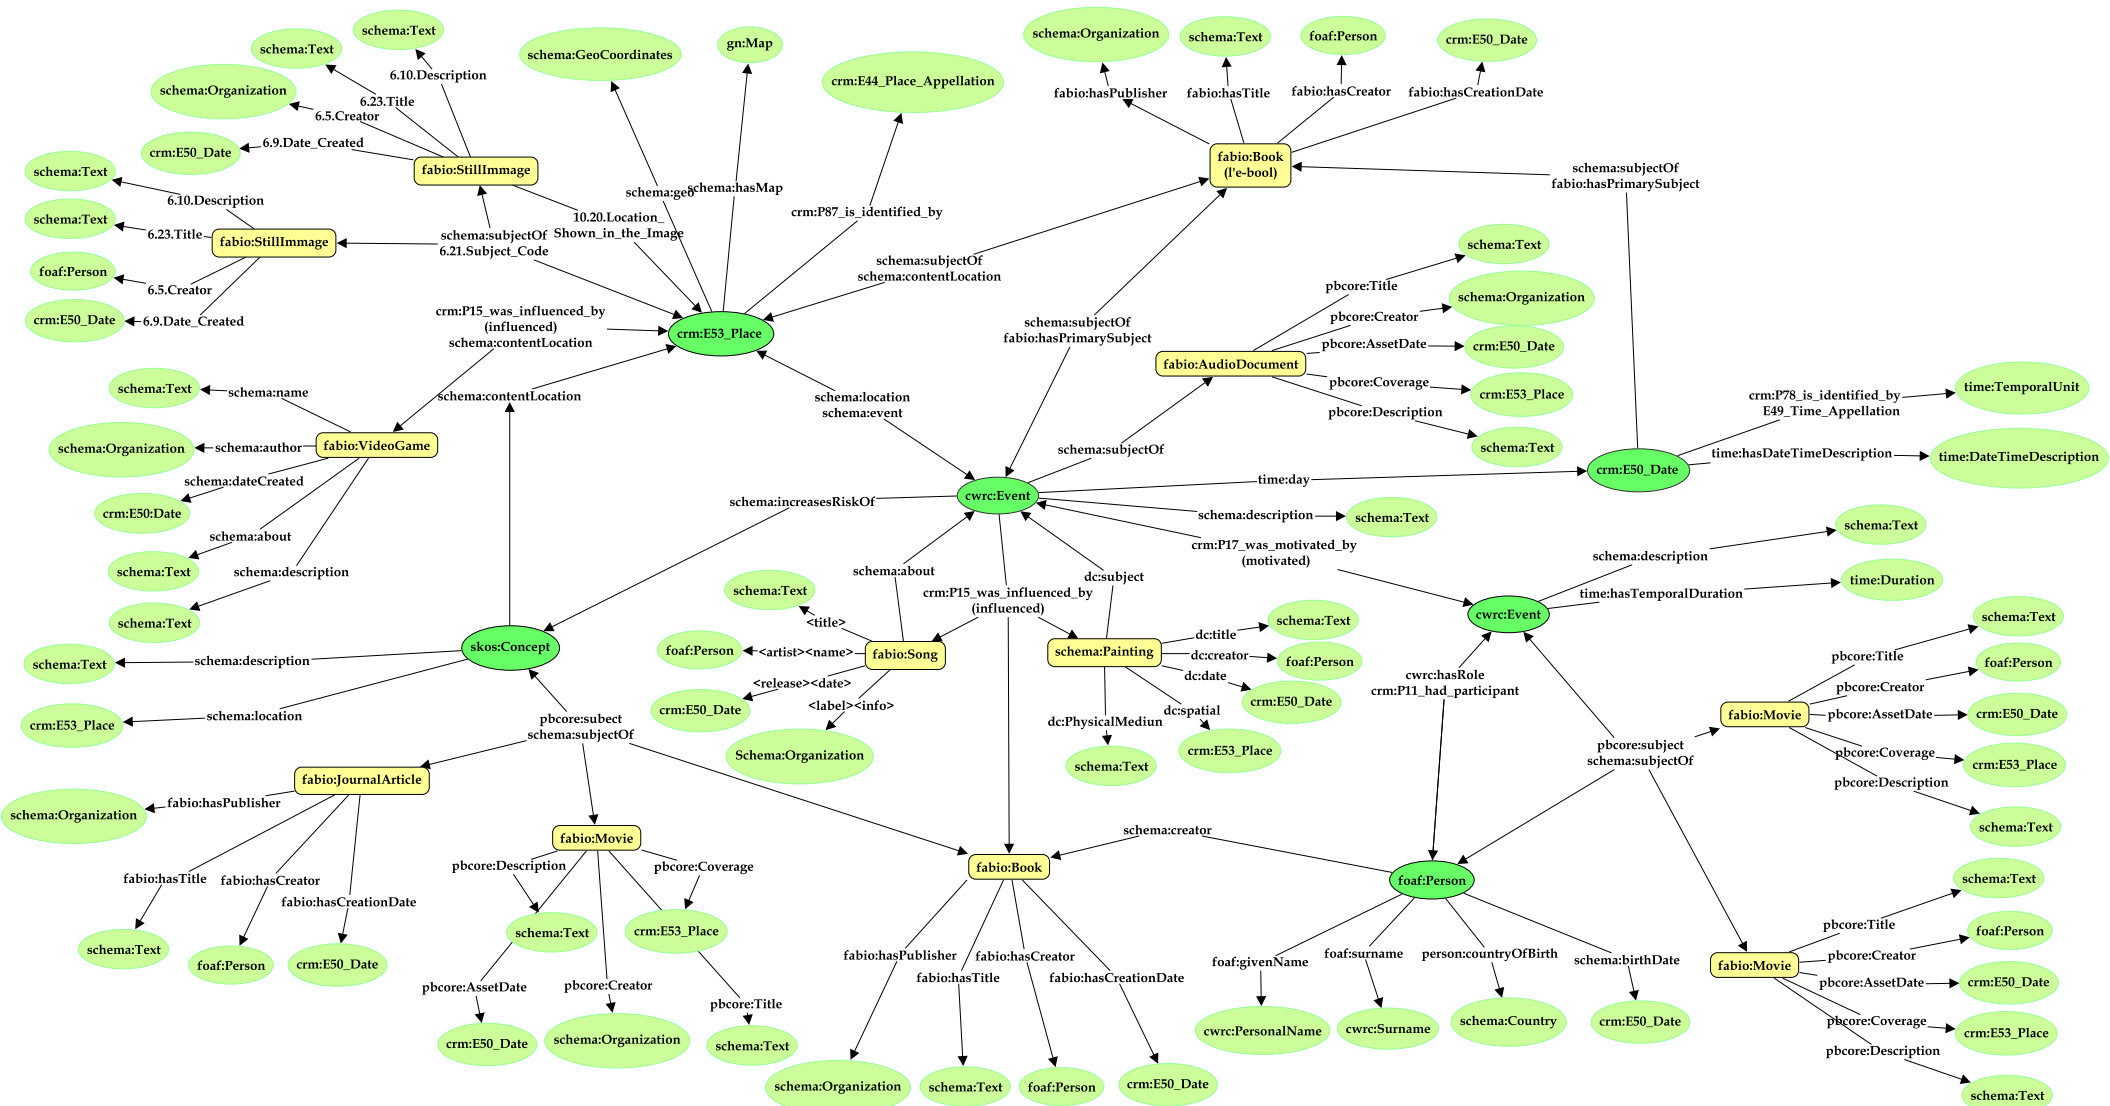 schema:Text
schema:Text
6.10.Description
schema:Organization
6.23.Title
6.5.Creator
crm:E50_Date
6.9.Date_Created
fabio:StillImmage
schema:GeoCoordinates
gn:Map
crm:E44_Place_Appellation
schema:geo
schema:hasMap
crm:P87_is_identified_by
10.20.Location_
Shown_in_the_Image
schema:Text
6.10.Description
schema:Text
6.23.Title
fabio:StillImmage
foaf:Person
6.5.Creator
crm:E50_Date
6.9.Date_Created
schema:subjectOf
6.21.Subject_Code
schema:Organization
schema:Text
foaf:Person
crm:E50_Date
fabio:hasPublisher
fabio:hasTitle
fabio:hasCreator
fabio:hasCreationDate
fabio:Book
(l'e-bool)
schema:subjectOf
fabio:hasPrimarySubject
schema:subjectOf
schema:contentLocation
crm:P15_was_influenced_by
(influenced)
schema:contentLocation
crm:E53_Place
schema:subjectOf
fabio:hasPrimarySubject
schema:Text
pbcore:Title
schema:Organization
pbcore:Creator
pbcore:AssetDate
crm:E50_Date
fabio:AudioDocument
pbcore:Coverage
crm:E53_Place
pbcore:Description
schema:Text
schema:subjectOf
schema:contentLocation
schema:location
schema:event
schema:Text
schema:name
fabio:VideoGame
schema:Organization
schema:author
schema:dateCreated
crm:E50:Date
schema:about
schema:Text
schema:description
schema:Text
crm:P78_is_identified_by
E49_Time_Appellation
time:TemporalUnit
time:hasDateTimeDescription
time:DateTimeDescription
crm:E50_Date
time:day
cwrc:Event
schema:increasesRiskOf
schema:description
schema:Text
crm:P17_was_motivated_by
(motivated)
schema:about
dc:subject
crm:P15_was_influenced_by
(influenced)
schema:Text
schema:description
time:Duration
time:hasTemporalDuration
cwrc:Event
schema:Text
<title>
foaf:Person
<artist><name>
fabio:Song
crm:E50_Date
<release><date>
<label><info>
Schema:Organization
schema:Painting
dc:title
schema:Text
dc:creator
foaf:Person
dc:date
crm:E50_Date
dc:spatial
crm:E53_Place
dc:PhysicalMediun
schema:Text
skos:Concept
schema:Text
schema:description
crm:E53_Place
schema:location
pbcore:subect
schema:subjectOf
cwrc:hasRole
crm:P11_had_participant
schema:Text
pbcore:Title
foaf:Person
pbcore:Creator
fabio:Movie
pbcore:AssetDate
crm:E50_Date
pbcore:Coverage
crm:E53_Place
pbcore:Description
schema:Text
pbcore:subject
schema:subjectOf
fabio:JournalArticle
schema:Organization
fabio:hasPublisher
fabio:hasTitle
fabio:hasCreator
fabio:hasCreationDate
schema:Text
foaf:Person
crm:E50_Date
fabio:Movie
pbcore:Description
pbcore:Coverage
schema:Text
crm:E53_Place
pbcore:AssetDate
pbcore:Creator
pbcore:Title
crm:E50_Date
schema:Organization
schema:Text
schema:creator
fabio:Book
fabio:hasPublisher
fabio:hasTitle
fabio:hasCreator
fabio:hasCreationDate
schema:Organization
schema:Text
foaf:Person
crm:E50_Date
foaf:Person
foaf:givenName
foaf:surname
person:countryOfBirth
schema:birthDate
cwrc:PersonalName
cwrc:Surname
schema:Country
crm:E50_Date
schema:Text
pbcore:Title
foaf:Person
pbcore:Creator
fabio:Movie
pbcore:AssetDate
crm:E50_Date
pbcore:Coverage
crm:E53_Place
pbcore:Description
schema:Text